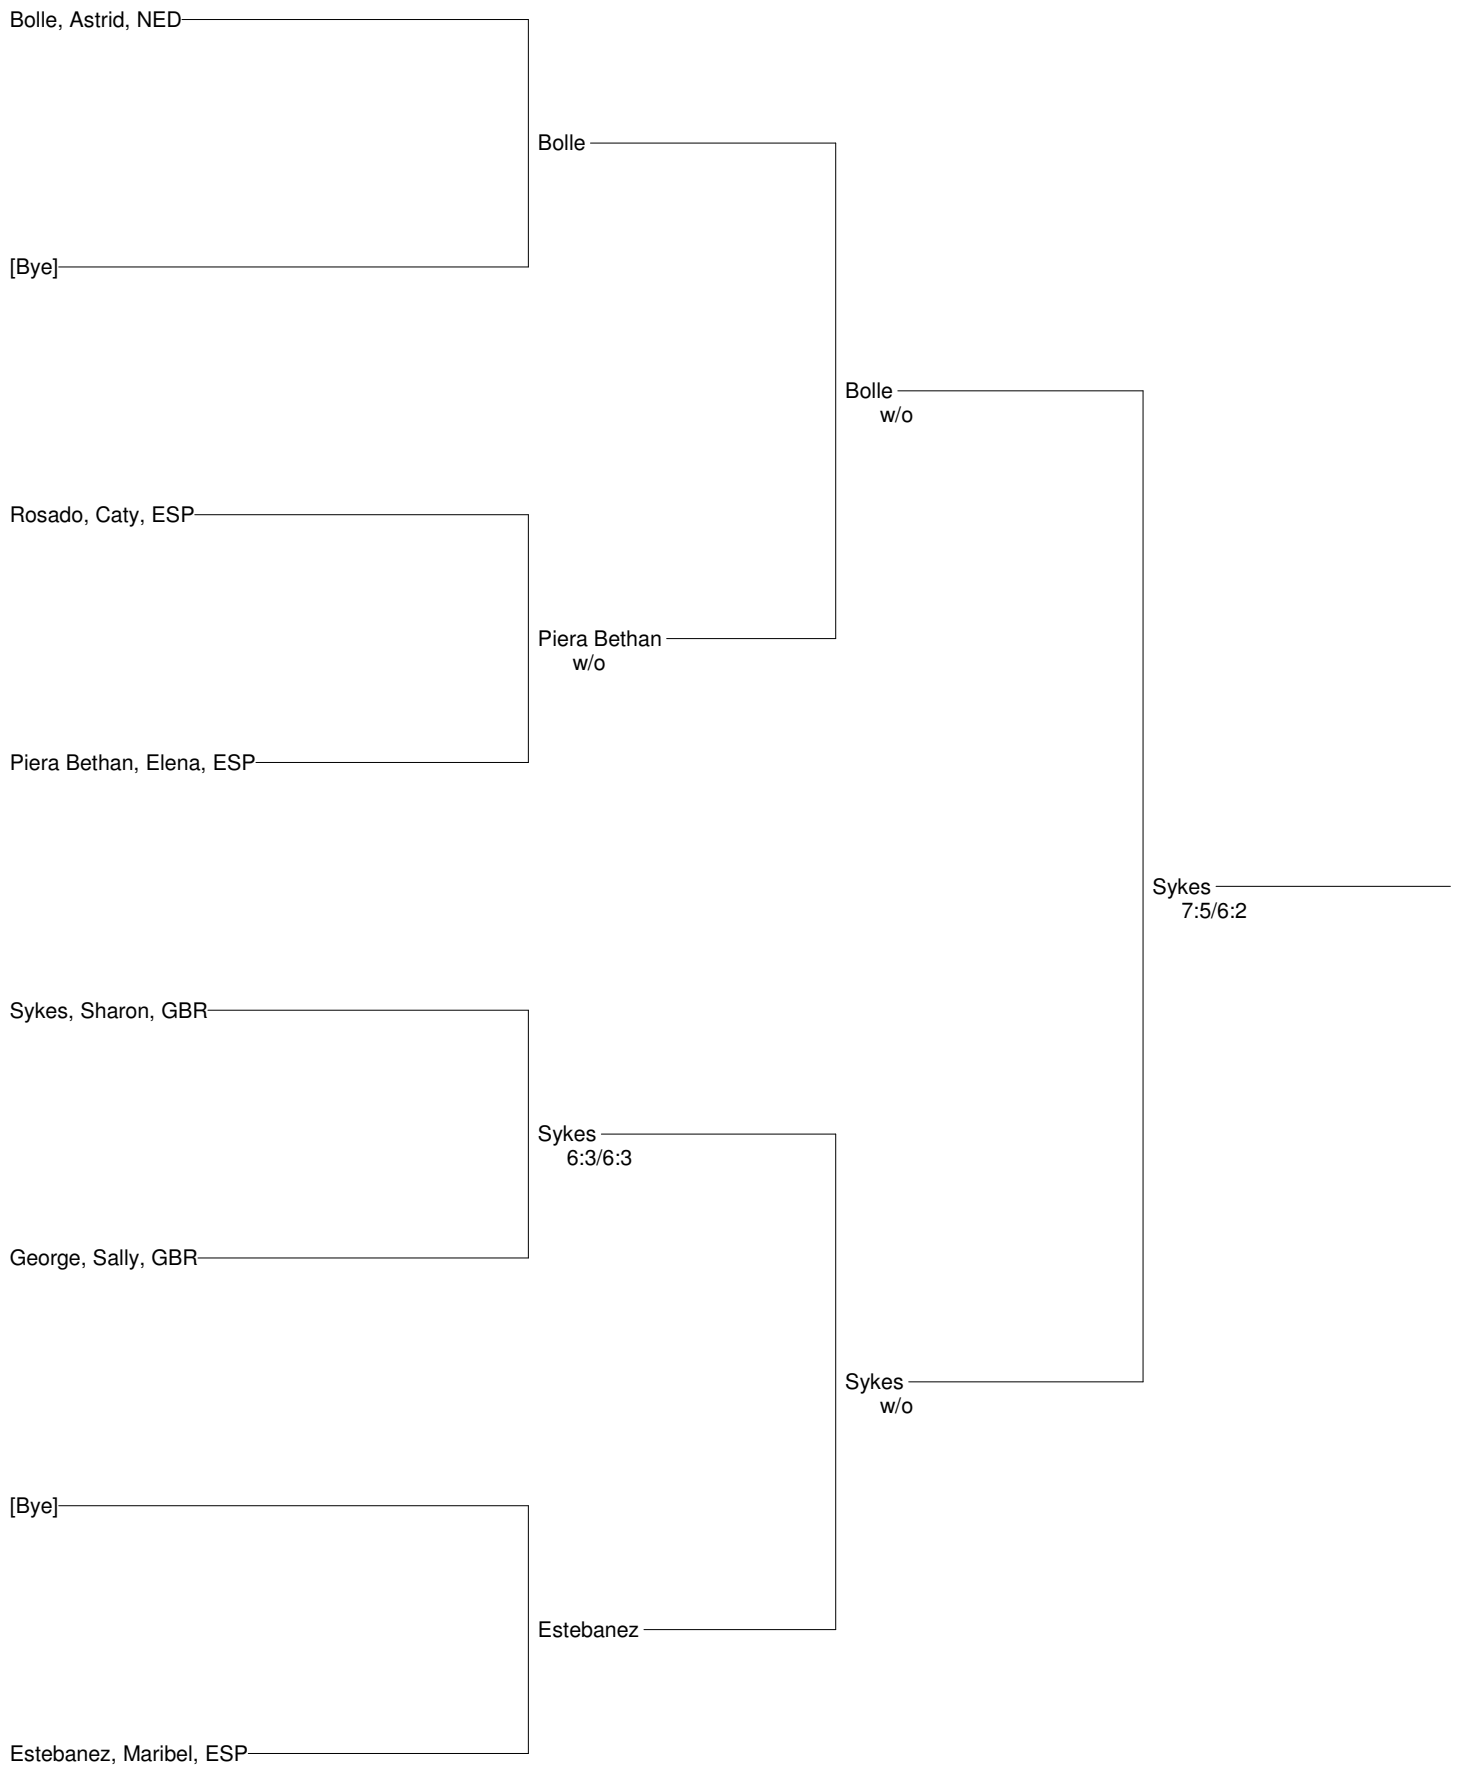 Bolle, Astrid, NED
Bolle
[Bye]
Bolle
w/o
Rosado, Caty, ESP
Piera Bethan
w/o
Piera Bethan, Elena, ESP
Sykes
7:5/6:2
Sykes, Sharon, GBR
Sykes
6:3/6:3
George, Sally, GBR
Sykes
w/o
[Bye]
Estebanez
Estebanez, Maribel, ESP